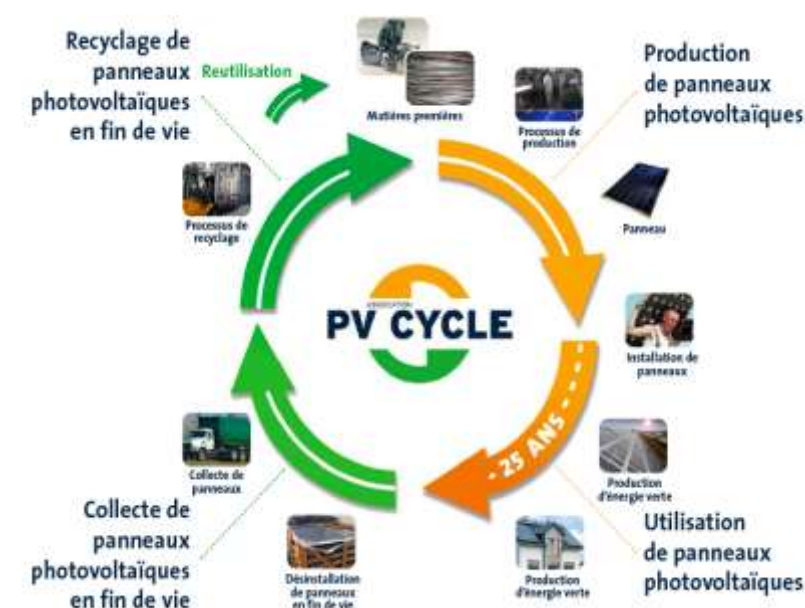 Recyclage de
panneaux
photovoltaïques
en fin de vie
Reutilisation
Matières premières
Processus de
production
Production
de panneaux
photovoltaïques
Processus de
recyclage
Panneau
ASSOCIATION
PV CYCLE
Installation de
panneaux
- 25 ANS - - -
Collecte de
panneaux
Production
d'énergie verte
Collecte de
panneaux
photovoltaïques
en fin de vie
Désinstallation
de panneaux
en fin de vie
Production
d'énergie verte
Utilisation
de panneaux
photovoltaïques